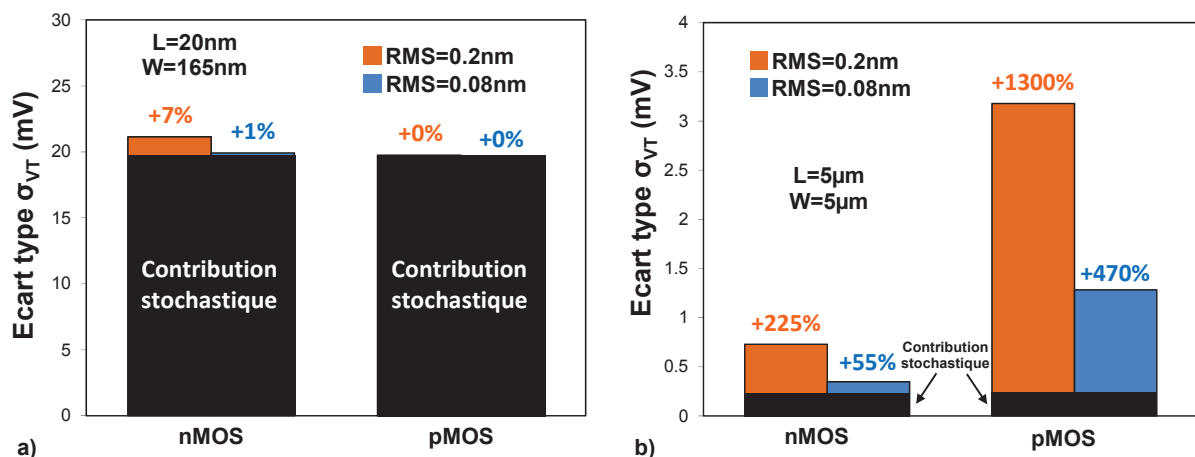 30
25
20
15
10
5
0
Ecart type σVT (mV)
L=20nm
W=165nm
RMS=0.2nm
RMS=0.08nm
+7%
+1%
+0%
+0%
Contribution
stochastique
Contribution
stochastique
nMOS
pMOS
a)
4
3.5
3
2.5
2
1.5
1
0.5
0
Ecart type σVT (mV)
RMS=0.2nm
RMS=0.08nm
+1300%
L=5µm
W=5µm
+470%
+225%
+55%
Contribution
stochastique
nMOS
pMOS
b)